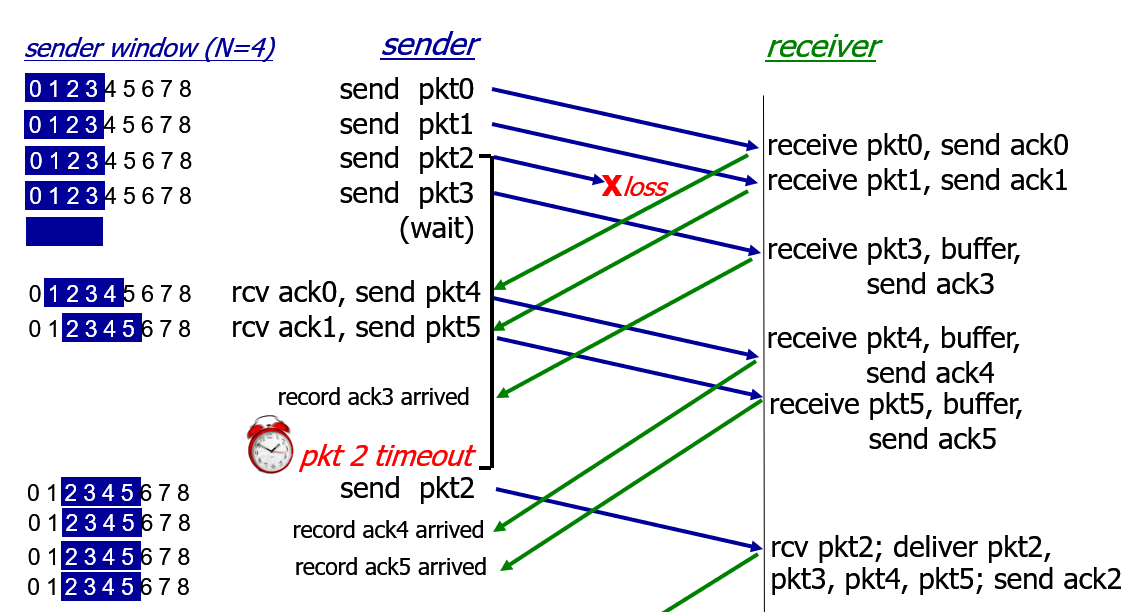 sender window (N=4) sender receiver
0 1 2 3 4 5 6 7 8 send pkt0
0 1 2 3 4 5 6 7 8 send pkt1
receive pkt0, send ack0
0 1 2 3 4 5 6 7 8 send pkt2
X loss
receive pkt1, send ack1
0 1 2 3 4 5 6 7 8 send pkt3
(wait)
receive pkt3, buffer,
send ack3
0 1 2 3 4 5 6 7 8 rcv ack0, send pkt4
0 1 2 3 4 5 6 7 8 rcv ack1, send pkt5
receive pkt4, buffer,
send ack4
record ack3 arrived
receive pkt5, buffer,
send ack5
pkt 2 timeout
0 1 2 3 4 5 6 7 8 send pkt2
0 1 2 3 4 5 6 7 8 record ack4 arrived
0 1 2 3 4 5 6 7 8 record ack5 arrived
0 1 2 3 4 5 6 7 8
rcv pkt2; deliver pkt2,
pkt3, pkt4, pkt5; send ack2